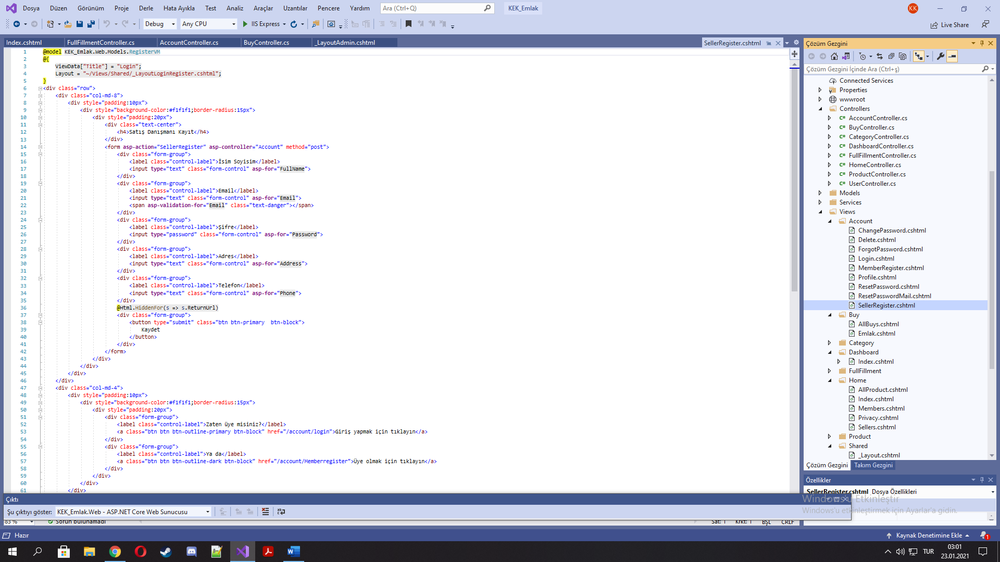 Dosya Düzen Görünüm Proje Derle Hata Ayıkla Test Analiz Araçlar Uzantılar Pencere Yardım Ara (Ctrl+Q) KEK_Emlak KK
Debug Any CPU IIS Express Live Share
Index.cshtml FullFillmentController.cs AccountController.cs BuyController.cs _LayoutAdmin.cshtml SellerRegister.cshtml
1 @model KEK_Emlak.Web.Models.RegisterVM
2 @{
3 ViewData["Title"] = "Login";
4 Layout = "~/Views/Shared/_LayoutLoginRegister.cshtml";
5 }
6 <div class="row">
7 <div class="col-md-8">
8 <div style="padding:10px">
9 <div style="background-color:#f1f1f1;border-radius:15px">
10 <div style="padding:20px">
11 <div class="text-center">
12 <h4>Satış Danışmanı Kayıt</h4>
13 </div>
14 <form asp-action="SellerRegister" asp-controller="Account" method="post">
15 <div class="form-group">
16 <label class="control-label">İsim Soyisim</label>
17 <input type="text" class="form-control" asp-for="FullName">
18 </div>
19 <div class="form-group">
20 <label class="control-label">Email</label>
21 <input type="text" class="form-control" asp-for="Email">
22 <span asp-validation-for="Email" class="text-danger"></span>
23 </div>
24 <div class="form-group">
25 <label class="control-label">Şifre</label>
26 <input type="password" class="form-control" asp-for="Password">
27 </div>
28 <div class="form-group">
29 <label class="control-label">Adres</label>
30 <input type="text" class="form-control" asp-for="Address">
31 </div>
32 <div class="form-group">
33 <label class="control-label">Telefon</label>
34 <input type="text" class="form-control" asp-for="Phone">
35 </div>
36 @Html.HiddenFor(s => s.ReturnUrl)
37 <div class="form-group">
38 <button type="submit" class="btn btn-primary  btn-block">
39 Kaydet
40 </button>
41 </div>
42 </form>
43 </div>
44 </div>
45 </div>
46 </div>
47 <div class="col-md-4">
48 <div style="padding:10px">
49 <div style="background-color:#f1f1f1;border-radius:15px">
50 <div style="padding:20px">
51 <div class="form-group">
52 <label class="control-label">Zaten üye misiniz?</label>
53 <a class="btn btn btn-outline-primary btn-block" href="/account/login">Giriş yapmak için tıklayın</a>
54 </div>
55 <div class="form-group">
56 <label class="control-label">Ya da</label>
57 <a class="btn btn btn-outline-dark btn-block" href="/account/Memberregister">Üye olmak için tıklayın</a>
58 </div>
59 </div>
60 </div>
61 </div>
Çözüm Gezgini
Çözüm Gezgini İçinde Ara (Ctrl+ş)
Connected Services
Properties
wwwroot
Controllers
C# AccountController.cs
C# BuyController.cs
C# CategoryController.cs
C# DashboardController.cs
C# FullFillmentController.cs
C# HomeController.cs
C# ProductController.cs
C# UserController.cs
Models
Services
Views
Account
ChangePassword.cshtml
Delete.cshtml
ForgotPassword.cshtml
Login.cshtml
MemberRegister.cshtml
Profile.cshtml
ResetPassword.cshtml
ResetPasswordMail.cshtml
SellerRegister.cshtml
Buy
AllBuys.cshtml
Emlak.cshtml
Category
Dashboard
Index.cshtml
FullFillment
Home
AllProduct.cshtml
Index.cshtml
Members.cshtml
Privacy.cshtml
Sellers.cshtml
Product
Shared
_Layout.cshtml
Çözüm Gezgini Takım Gezgini
Özellikler
SellerRegister.cshtml Dosya Özellikleri
Windows'u Etkinleştir
Windows'u etkinleştirmek için Ayarlar'a gidin.
Çıktı
Şu çıktıyı göster: KEK_Emlak.Web - ASP.NET Core Web Sunucusu
83 % Sorun bulunamadı Sat: 1 Krkt: 1 BŞL CRLF
Hazır Kaynak Denetimine Ekle 1
TUR 03:01
23.01.2021